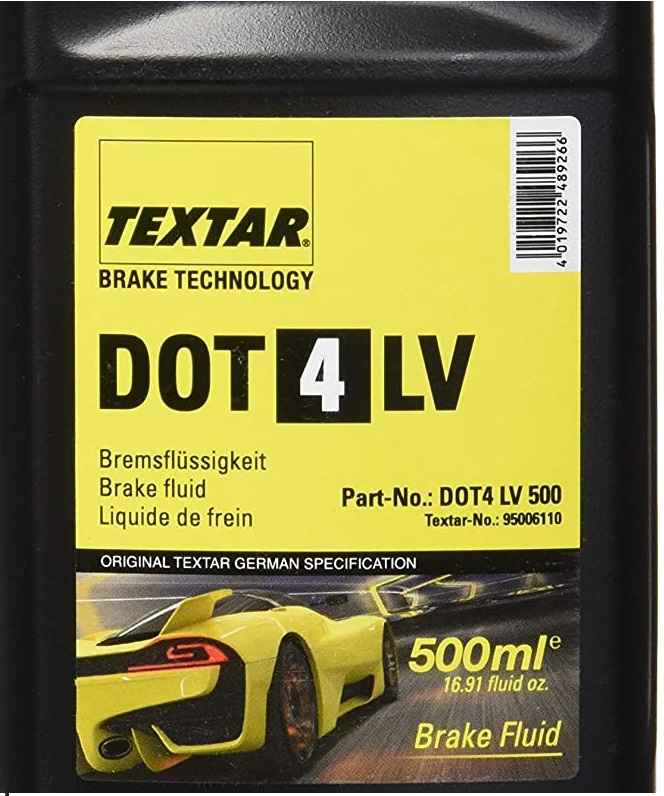 TEXTAR®
BRAKE TECHNOLOGY
4 019722 489266
DOT 4 LV
Bremsflüssigkeit
Brake fluid
Liquide de frein
Part-No.: DOT4 LV 500
Textar-No.: 95006110
ORIGINAL TEXTAR GERMAN SPECIFICATION
500ml e
16.91 fluid oz.
Brake Fluid